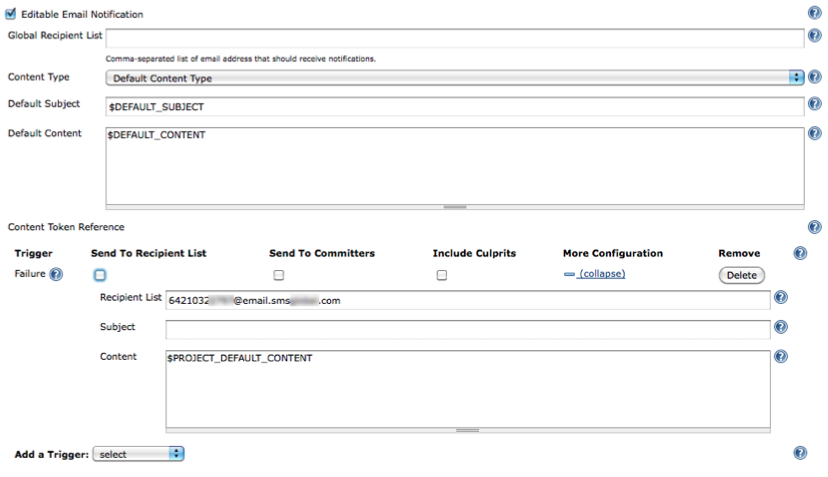 Editable Email Notification
Global Recipient List
Comma-separated list of email address that should receive notifications.
Content Type Default Content Type
Default Subject $DEFAULT_SUBJECT
Default Content $DEFAULT_CONTENT
Content Token Reference
Trigger Send To Recipient List Send To Committers Include Culprits More Configuration Remove
Failure (collapse) Delete
Recipient List 6421032 @email.sms .com
Subject
Content $PROJECT_DEFAULT_CONTENT
Add a Trigger: select